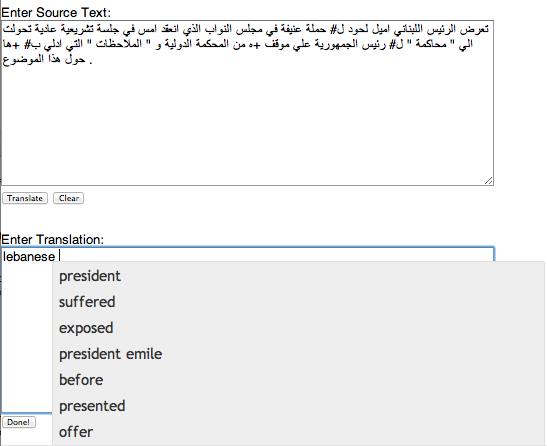 Enter Source Text:
تعرض الرئيس اللبناني اميل لحود ل# حملة عنيفة في مجلس النواب الذي انعقد امس في جلسة تشريعية عادية تحولت
الي " محاكمة " ل# رئيس الجمهورية علي موقف +ه من المحكمة الدولية و " الملاحظات " التي ادلي ب# +ها
حول هذا الموضوع .
Translate Clear
Enter Translation:
lebanese
president
suffered
exposed
president emile
before
presented
offer
Done!